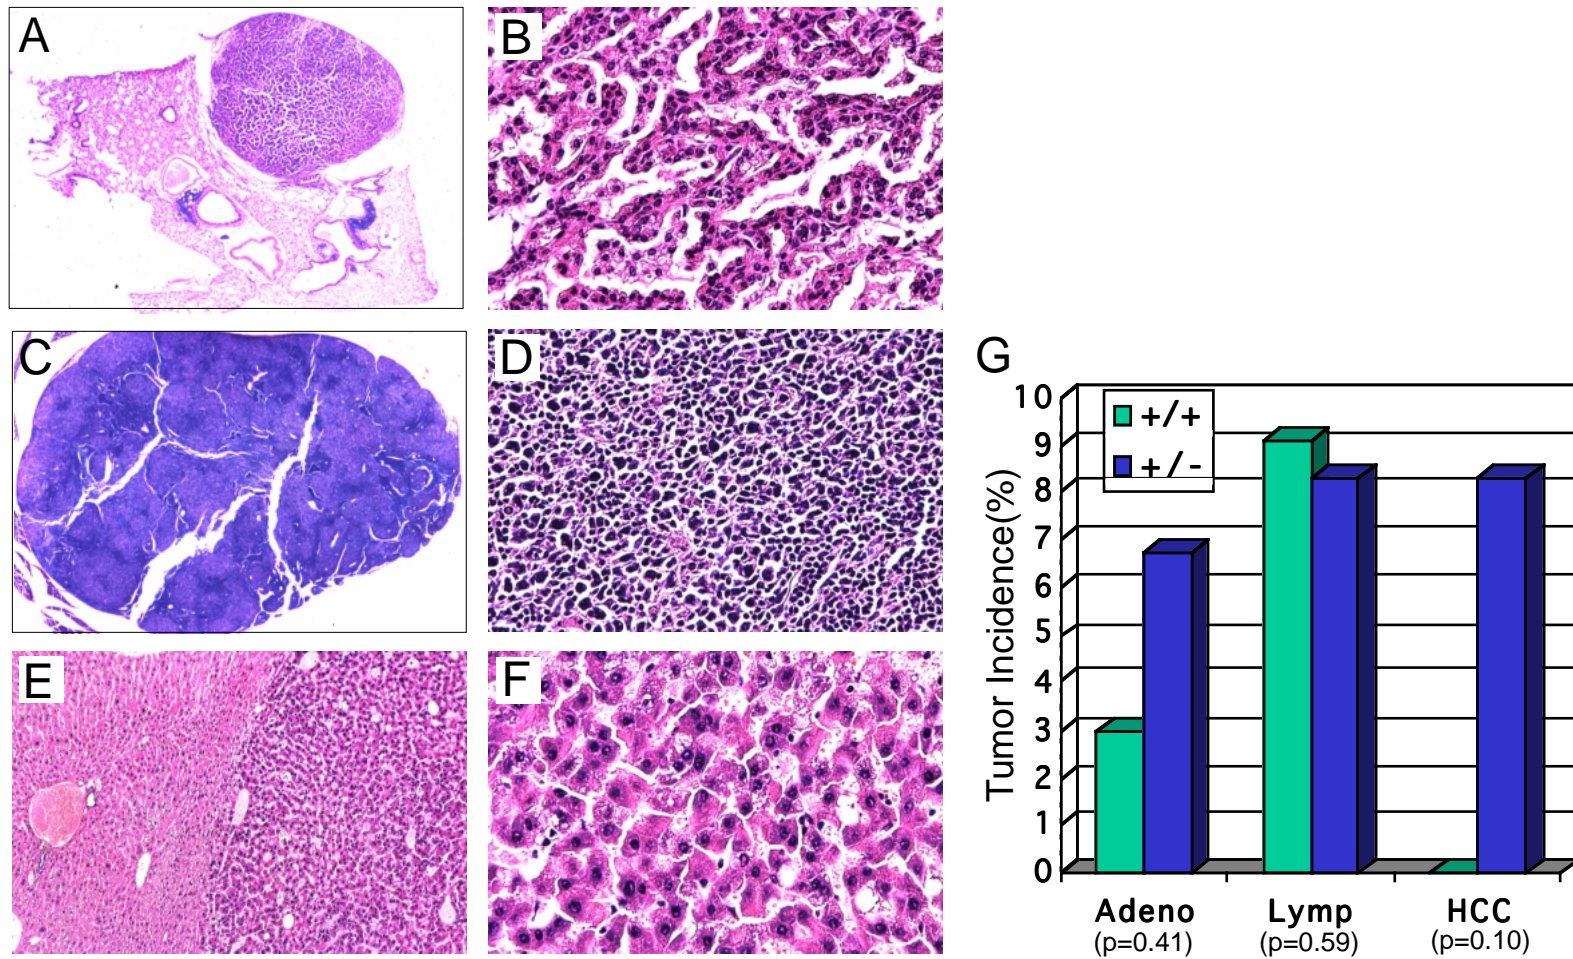 A
B
C
D
E
F
G
Tumor Incidence(%)
10
9
8
7
6
5
4
3
2
1
0
+/+
+/-
Adeno
(p=0.41)
Lymp
(p=0.59)
HCC
(p=0.10)